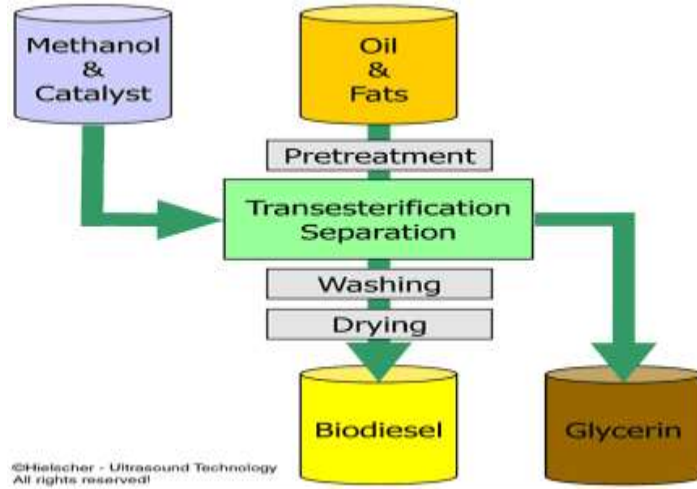 Methanol
&
Catalyst
Oil
&
Fats
Pretreatment
Transesterification
Separation
Washing
Drying
Biodiesel
Glycerin
©Hielscher - Ultrasound Technology
All rights reserved!